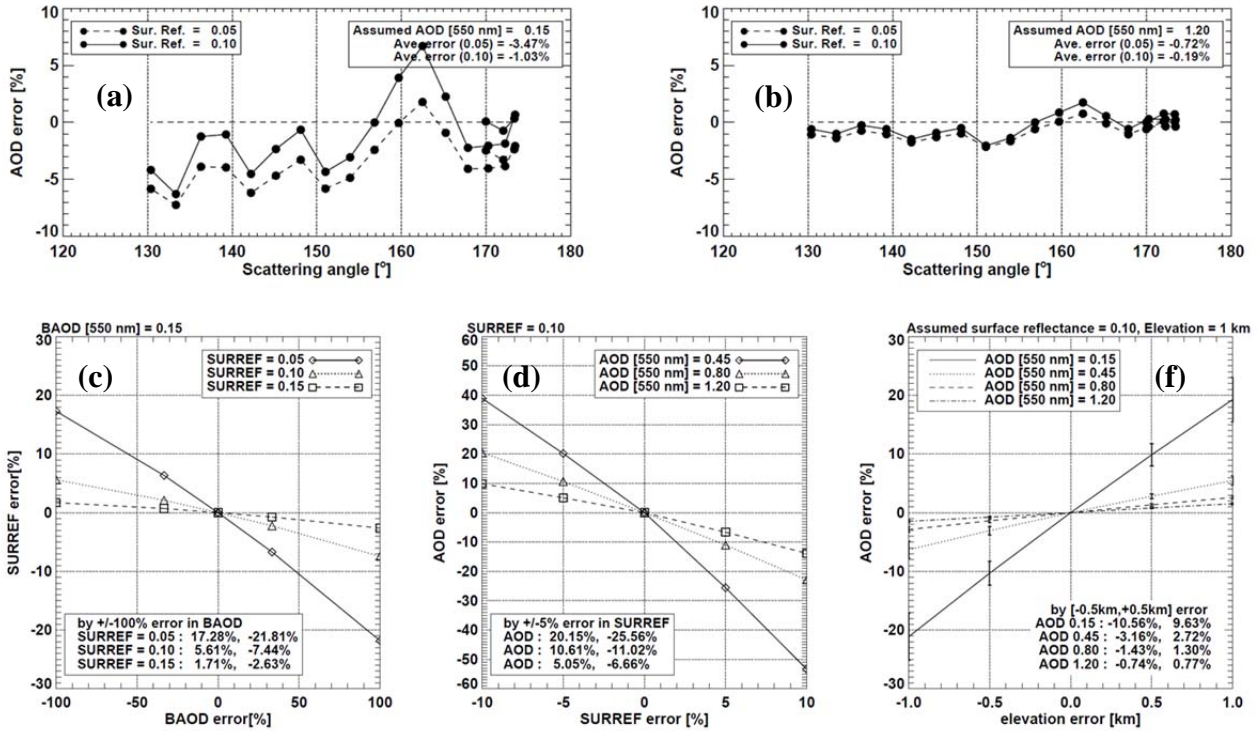 (a)
Sur. Ref. = 0.05
Sur. Ref. = 0.10
Assumed AOD [550 nm] = 0.15
Ave. error (0.05) = -3.47%
Ave. error (0.10) = -1.03%
AOD error [%]
10
5
0
-5
-10
120
130
140
150
160
170
180
Scattering angle [°]
(b)
Sur. Ref. = 0.05
Sur. Ref. = 0.10
Assumed AOD [550 nm] = 1.20
Ave. error (0.05) = -0.72%
Ave. error (0.10) = -0.19%
AOD error [%]
10
5
0
-5
-10
120
130
140
150
160
170
180
Scattering angle [°]
BAOD [550 nm] = 0.15
(c)
SURREF = 0.05
SURREF = 0.10
SURREF = 0.15
SURREF error[%]
30
20
10
0
-10
-20
-30
by +/-100% error in BAOD
SURREF = 0.05 : 17.28%, -21.81%
SURREF = 0.10 : 5.61%, -7.44%
SURREF = 0.15 : 1.71%, -2.63%
-100
-50
0
50
100
BAOD error[%]
SURREF = 0.10
(d)
AOD [550 nm] = 0.45
AOD [550 nm] = 0.80
AOD [550 nm] = 1.20
AOD error [%]
60
50
40
30
20
10
0
-10
-20
-30
-40
-50
-60
by +/-5% error in SURREF
AOD : 20.15%, -25.56%
AOD : 10.61%, -11.02%
AOD : 5.05%, -6.66%
-10
-5
0
5
10
SURREF error [%]
Assumed surface reflectance = 0.10, Elevation = 1 km
AOD [550 nm] = 0.15
AOD [550 nm] = 0.45
AOD [550 nm] = 0.80
AOD [550 nm] = 1.20
(f)
AOD error [%]
30
20
10
0
-10
-20
-30
by [-0.5km,+0.5km] error
AOD 0.15 : -10.56%, 9.63%
AOD 0.45 : -3.16%, 2.72%
AOD 0.80 : -1.43%, 1.30%
AOD 1.20 : -0.74%, 0.77%
-1.0
-0.5
0.0
0.5
1.0
elevation error [km]